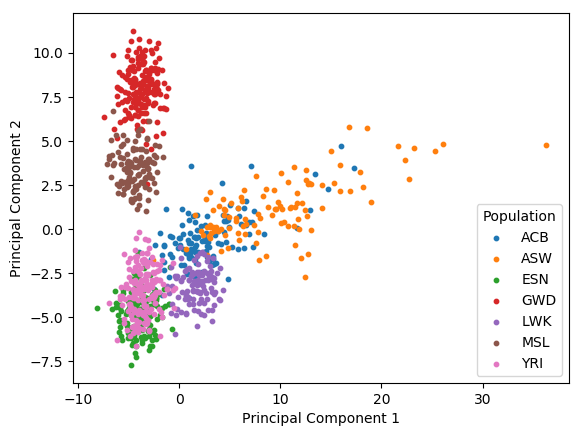 10.0
7.5
5.0
2.5
0.0
−2.5
−5.0
−7.5
Principal Component 2
−10
0
10
20
30
Principal Component 1
Population
ACB
ASW
ESN
GWD
LWK
MSL
YRI